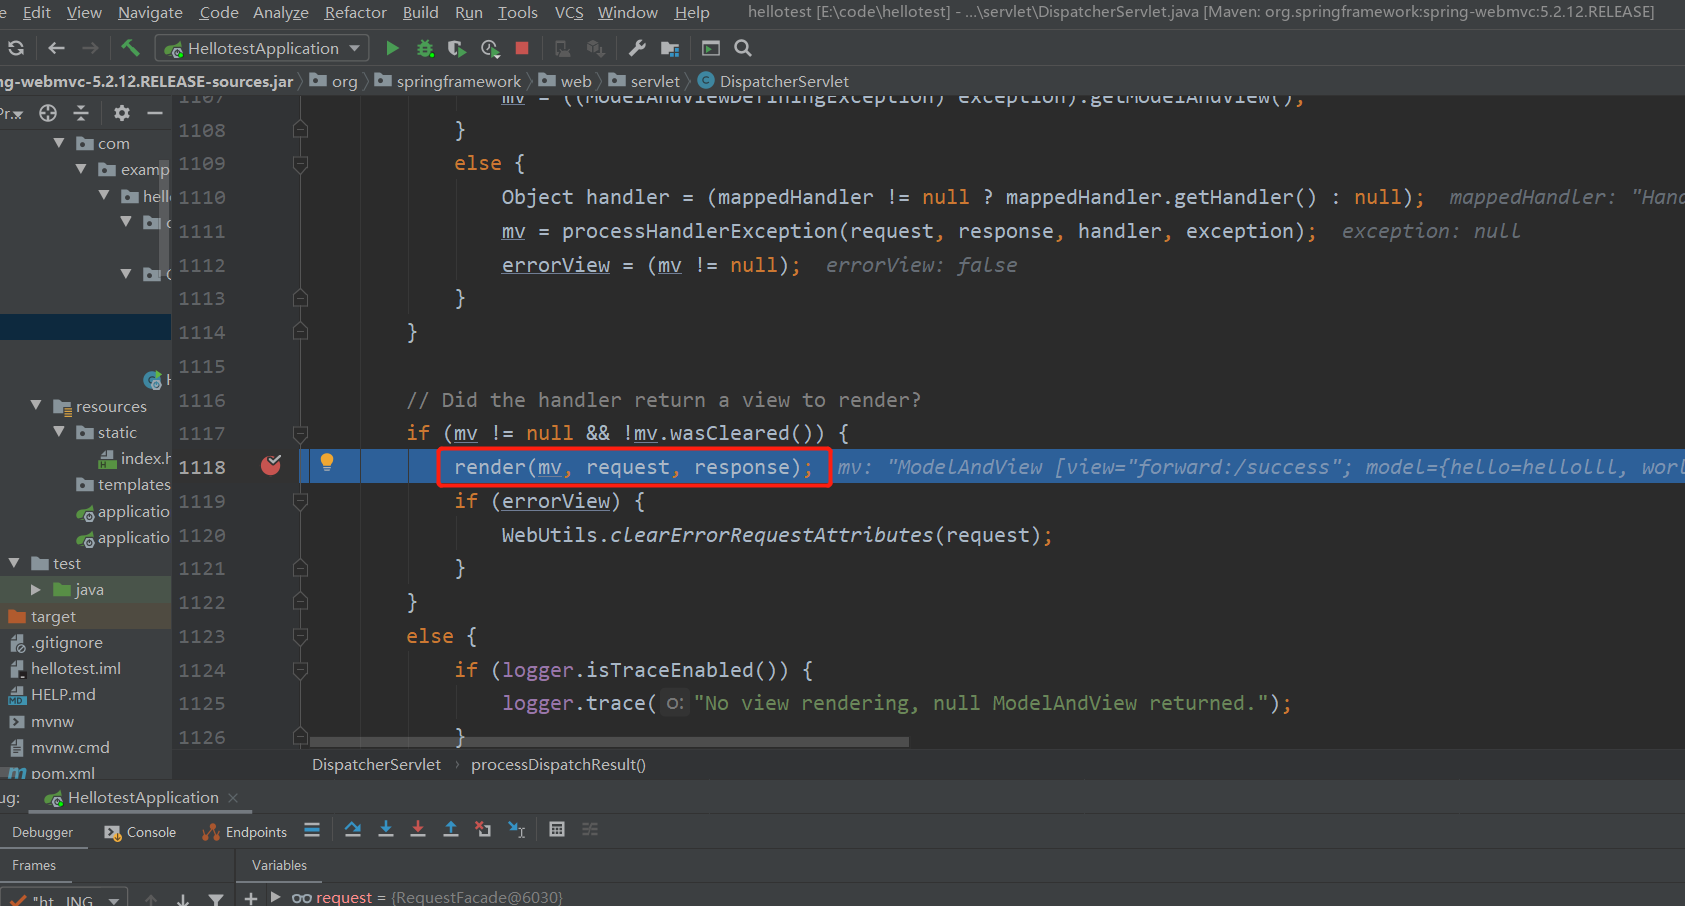 Edit View Navigate Code Analyze Refactor Build Run Tools VCS Window Help hellotest [E:\code\hellotest] - ...\servlet\DispatcherServlet.java [Maven: org.springframework:spring-webmvc:5.2.12.RELEASE]
HellotestApplication
ng-webmvc-5.2.12.RELEASE-sources.jar org springframework web servlet DispatcherServlet
1107 mv = ((ModelAndViewDefiningException) exception).getModelAndView();
com
1108 }
examp
1109 else {
hell
1110 Object handler = (mappedHandler != null ? mappedHandler.getHandler() : null); mappedHandler: "Hand
1111 mv = processHandlerException(request, response, handler, exception); exception: null
1112 errorView = (mv != null); errorView: false
1113 }
1114 }
1115
1116 // Did the handler return a view to render?
resources
1117 if (mv != null && !mv.wasCleared()) {
static
1118 render(mv, request, response); mv: "ModelAndView [view="forward:/success"; model={hello=hellolll, worl
index.h
1119 if (errorView) {
templates
1120 WebUtils.clearErrorRequestAttributes(request);
applicatio
applicatio
1121 }
test
1122 }
java
target
1123 else {
.gitignore
1124 if (logger.isTraceEnabled()) {
hellotest.iml
1125 logger.trace( o: "No view rendering, null ModelAndView returned.");
HELP.md
mvnw
1126 }
mvnw.cmd
pom.xml
DispatcherServlet › processDispatchResult()
ug: HellotestApplication
Debugger Console Endpoints
Frames Variables
"ht...ING request = {RequestFacade@6030}